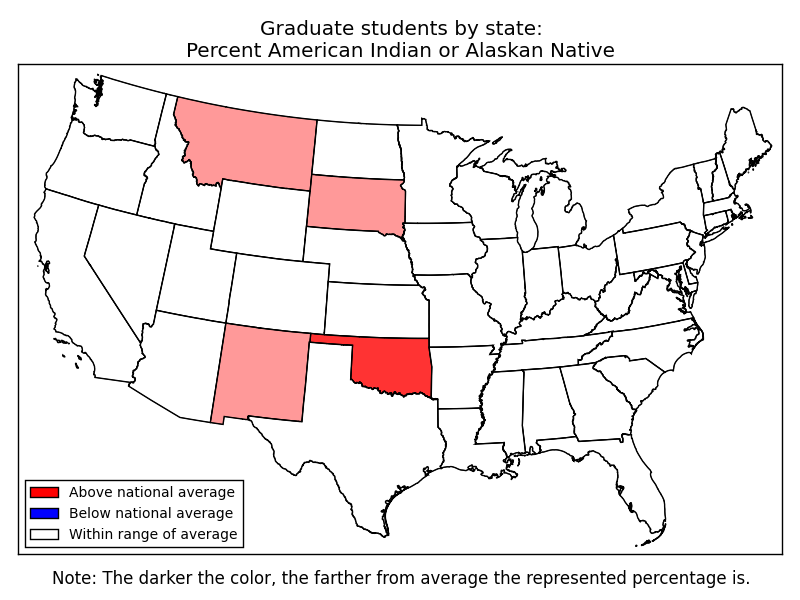 Graduate students by state:
Percent American Indian or Alaskan Native
Above national average
Below national average
Within range of average
Note: The darker the color, the farther from average the represented percentage is.